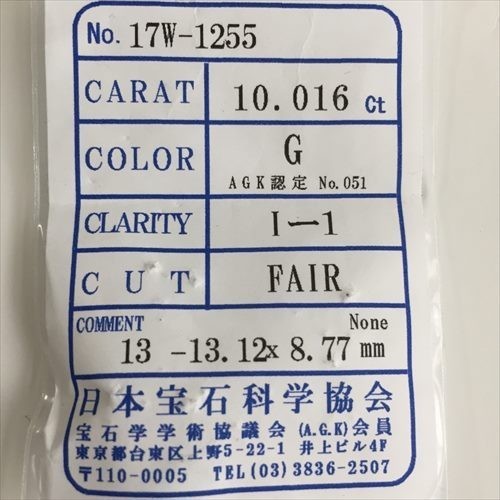 No. 17W-1255
CARAT 10.016 Ct
COLOR G
AGK認定 No.051
CLARITY I-1
CUT FAIR
COMMENT None
13 -13.12x 8.77 mm
日本宝石科学協会
宝石学学術協議会 (A.G.K) 会員
東京都台東区上野5-22-1 井上ビル4F
〒110-0005 TEL(03)3836-2507